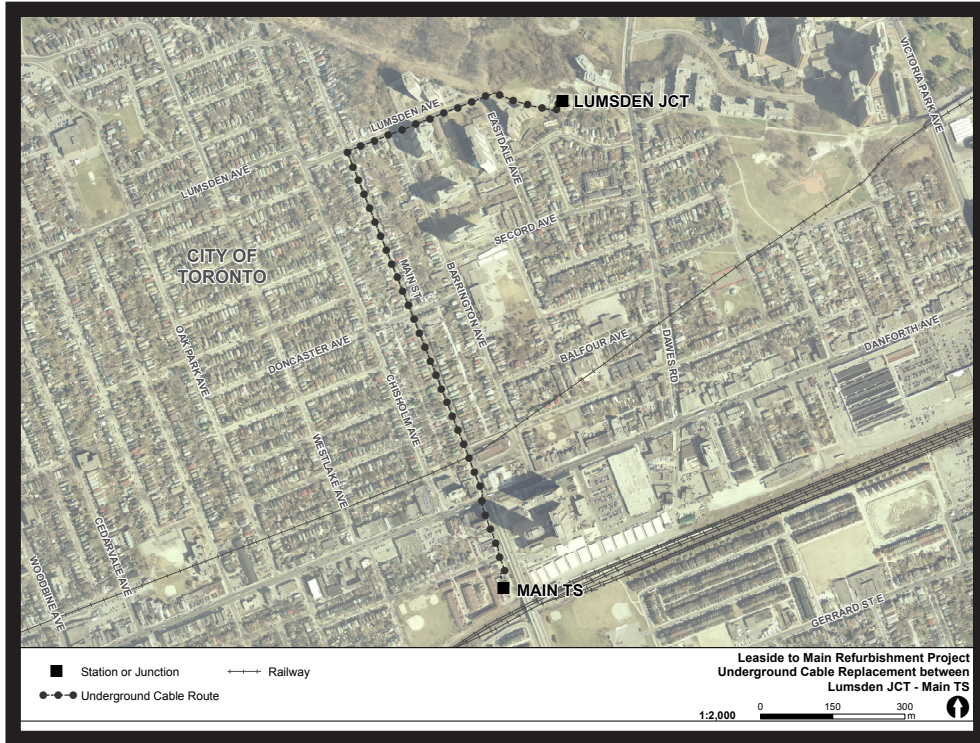 VICTORIA PARK AVE
LUMSDEN JCT
LUMSDEN AVE
EASTDALE AVE
LUMSDEN AVE
SECORD AVE
CITY OF
TORONTO
MAIN ST
BARRINGTON AVE
OAK PARK AVE
DONCASTER AVE
BALFOUR AVE
DAWES RD
DANFORTH AVE
CHISHOLM AVE
WESTLAKE AVE
CEDARVALE AVE
WOODBINE AVE
MAIN TS
GERRARD ST E
Station or Junction
Railway
Underground Cable Route
Leaside to Main Refurbishment Project
Underground Cable Replacement between
Lumsden JCT - Main TS
1:2,000
0 150 300
m